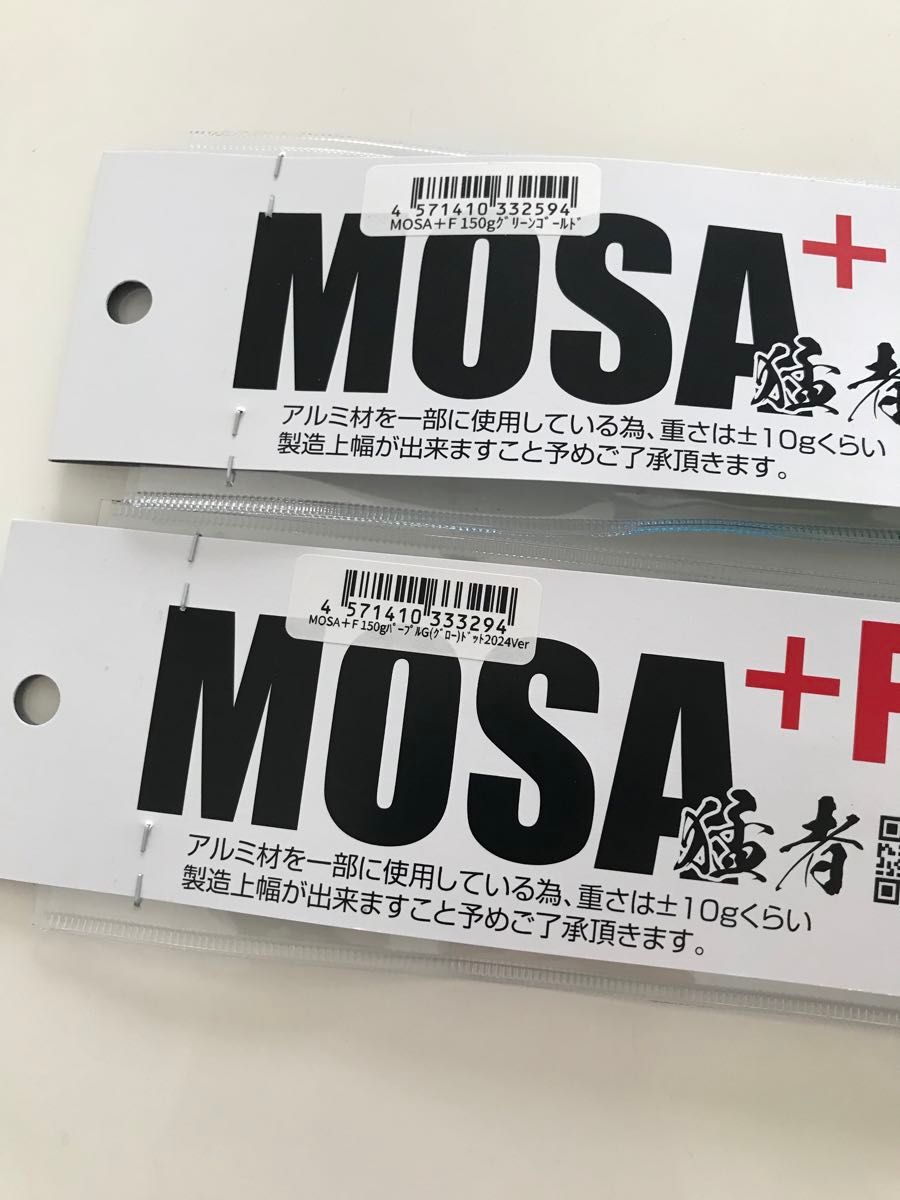 4 571410 332594
MOSA+F 150gグリーンゴールド
MOSA+
猛者
アルミ材を一部に使用している為、重さは±10gくらい
製造上幅が出来ますこと予めご了承頂きます。
4 571410 333294
MOSA+F 150gパープルG(グロー)ドット2024Ver
MOSA+F
猛者
アルミ材を一部に使用している為、重さは±10gくらい
製造上幅が出来ますこと予めご了承頂きます。